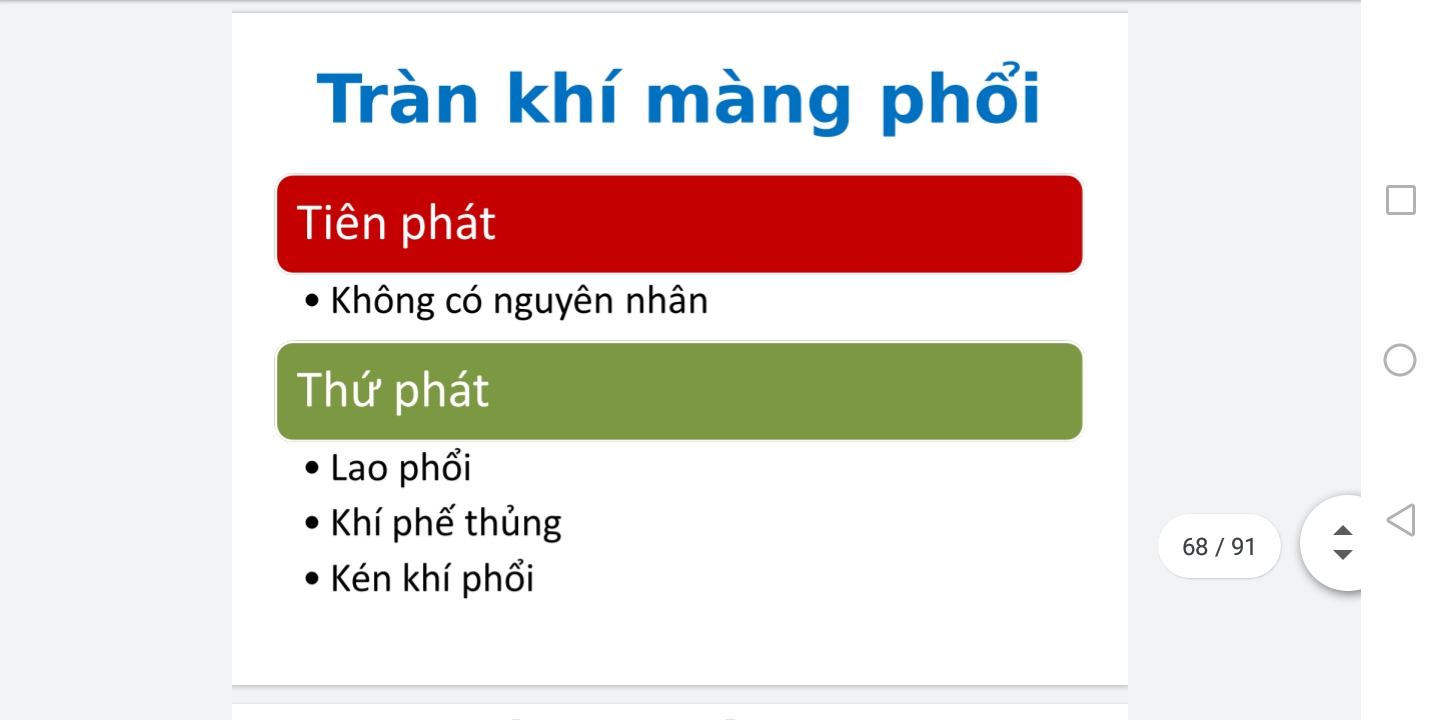 Tràn khí màng phổi
Tiên phát
• Không có nguyên nhân
Thứ phát
• Lao phổi
• Khí phế thủng
• Kén khí phổi
68 / 91